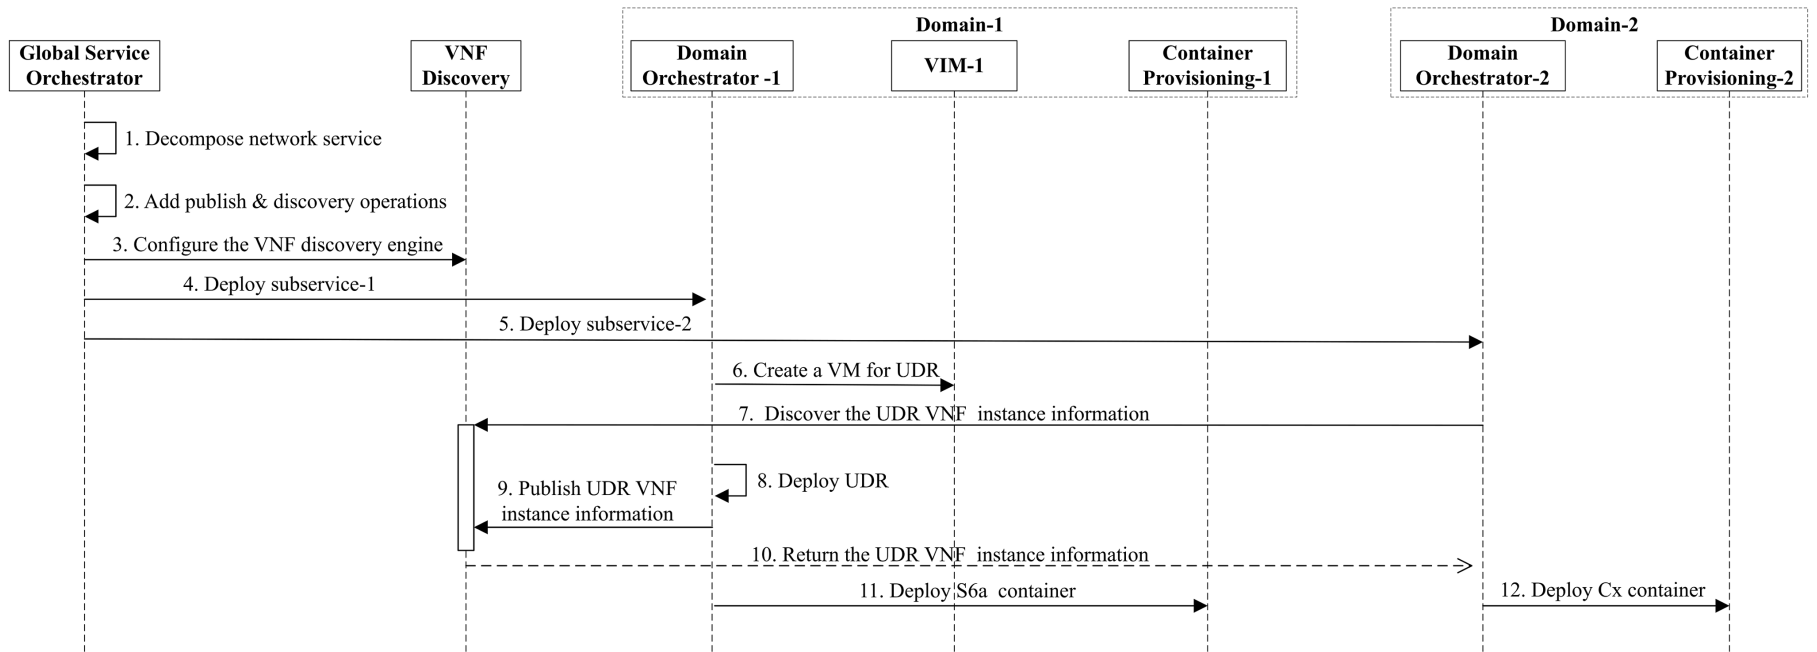 Domain-1
Domain-2
Global Service
Orchestrator
VNF
Discovery
Domain
Orchestrator -1
VIM-1
Container
Provisioning-1
Domain
Orchestrator-2
Container
Provisioning-2
1. Decompose network service
2. Add publish & discovery operations
3. Configure the VNF discovery engine
4. Deploy subservice-1
5. Deploy subservice-2
6. Create a VM for UDR
7. Discover the UDR VNF instance information
8. Deploy UDR
9. Publish UDR VNF
instance information
10. Return the UDR VNF instance information
11. Deploy S6a container
12. Deploy Cx container